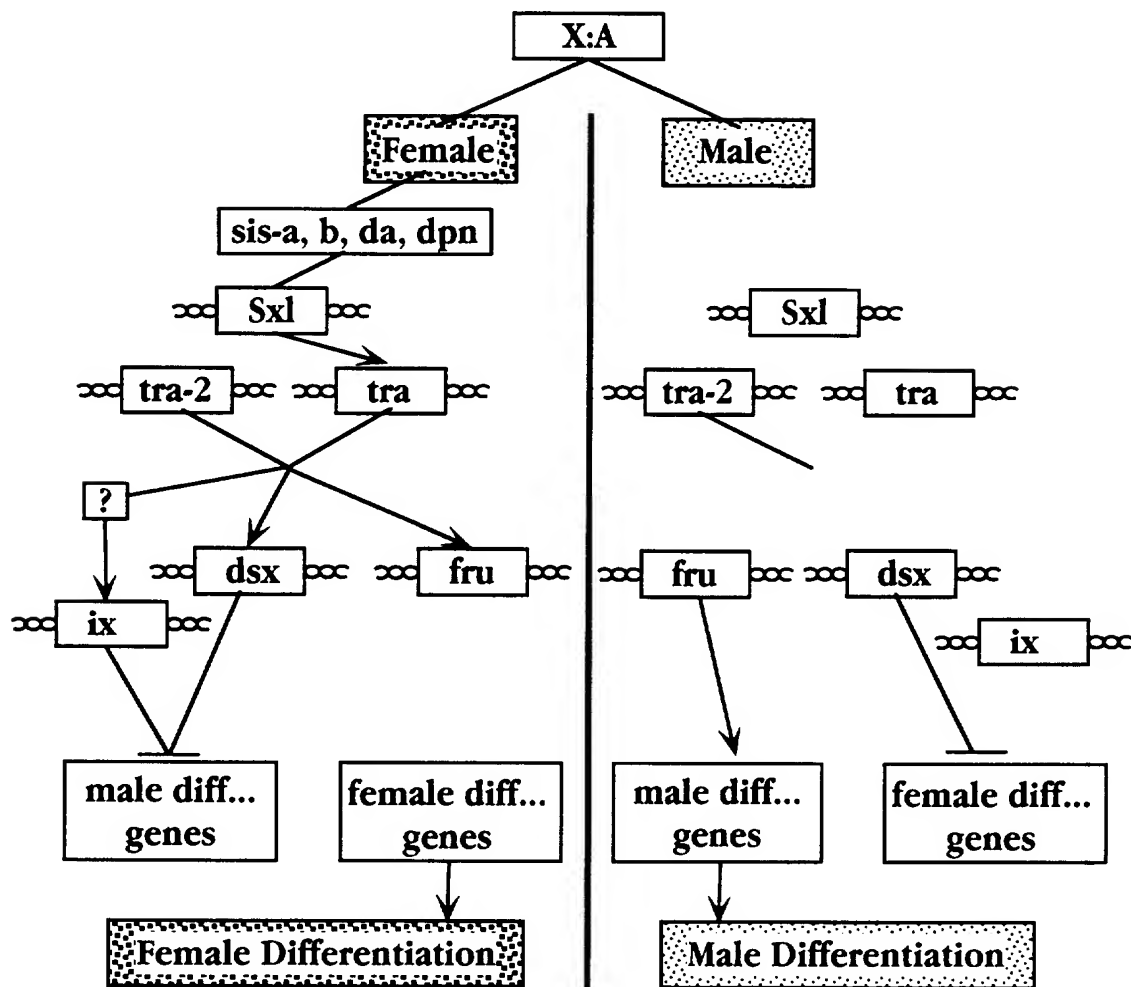 X:A
Female
Male
sis-a, b, da, dpn
Sxl
Sxl
tra-2
tra
tra-2
tra
?
dsx
fru
fru
dsx
ix
ix
male diff...
genes
female diff...
genes
male diff...
genes
female diff...
genes
Female Differentiation
Male Differentiation